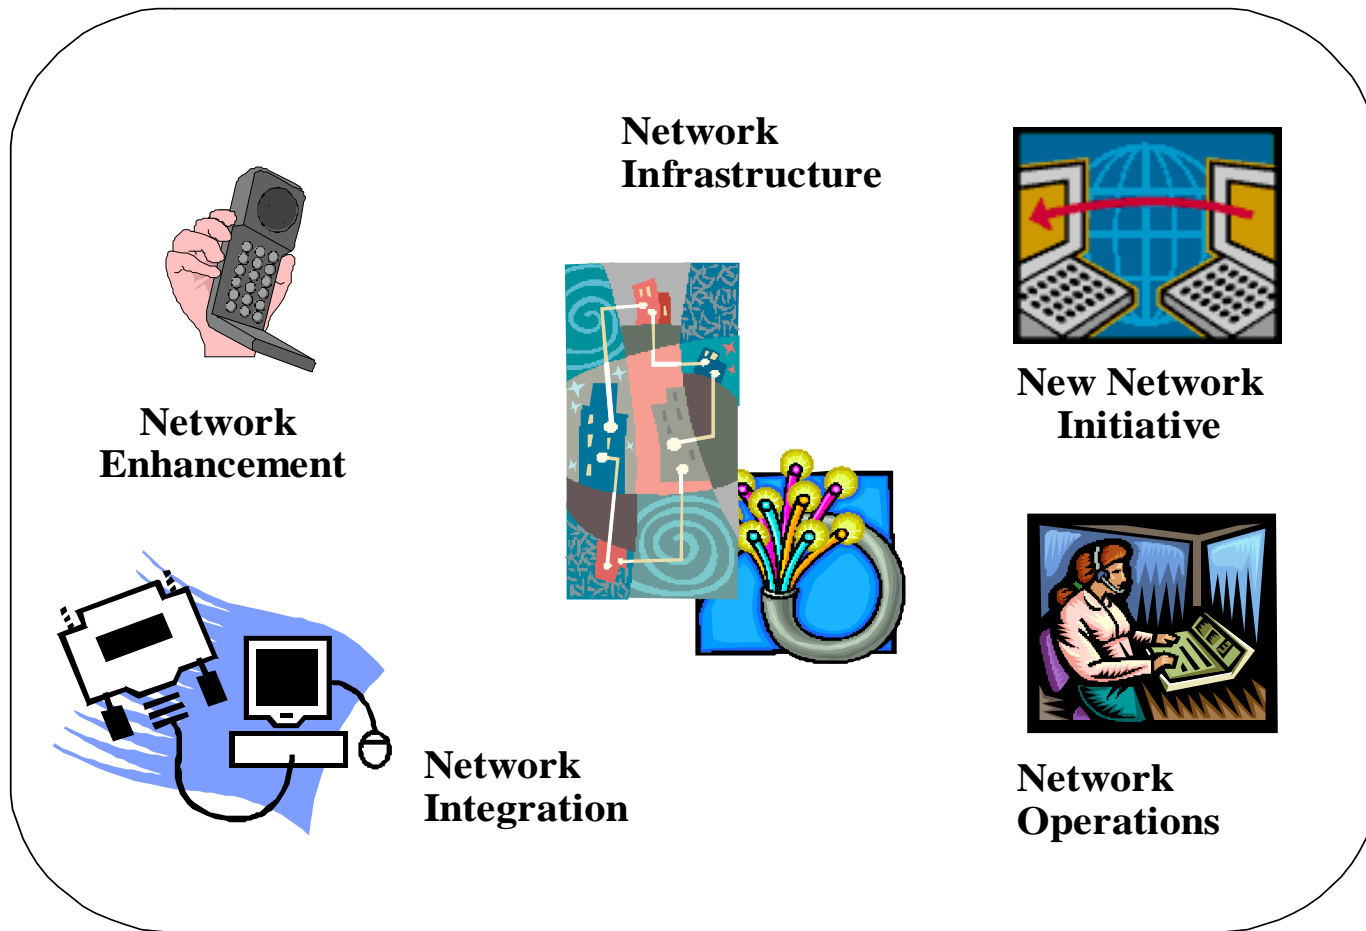 Network
Infrastructure
New Network
Initiative
Network
Enhancement
Network
Integration
Network
Operations